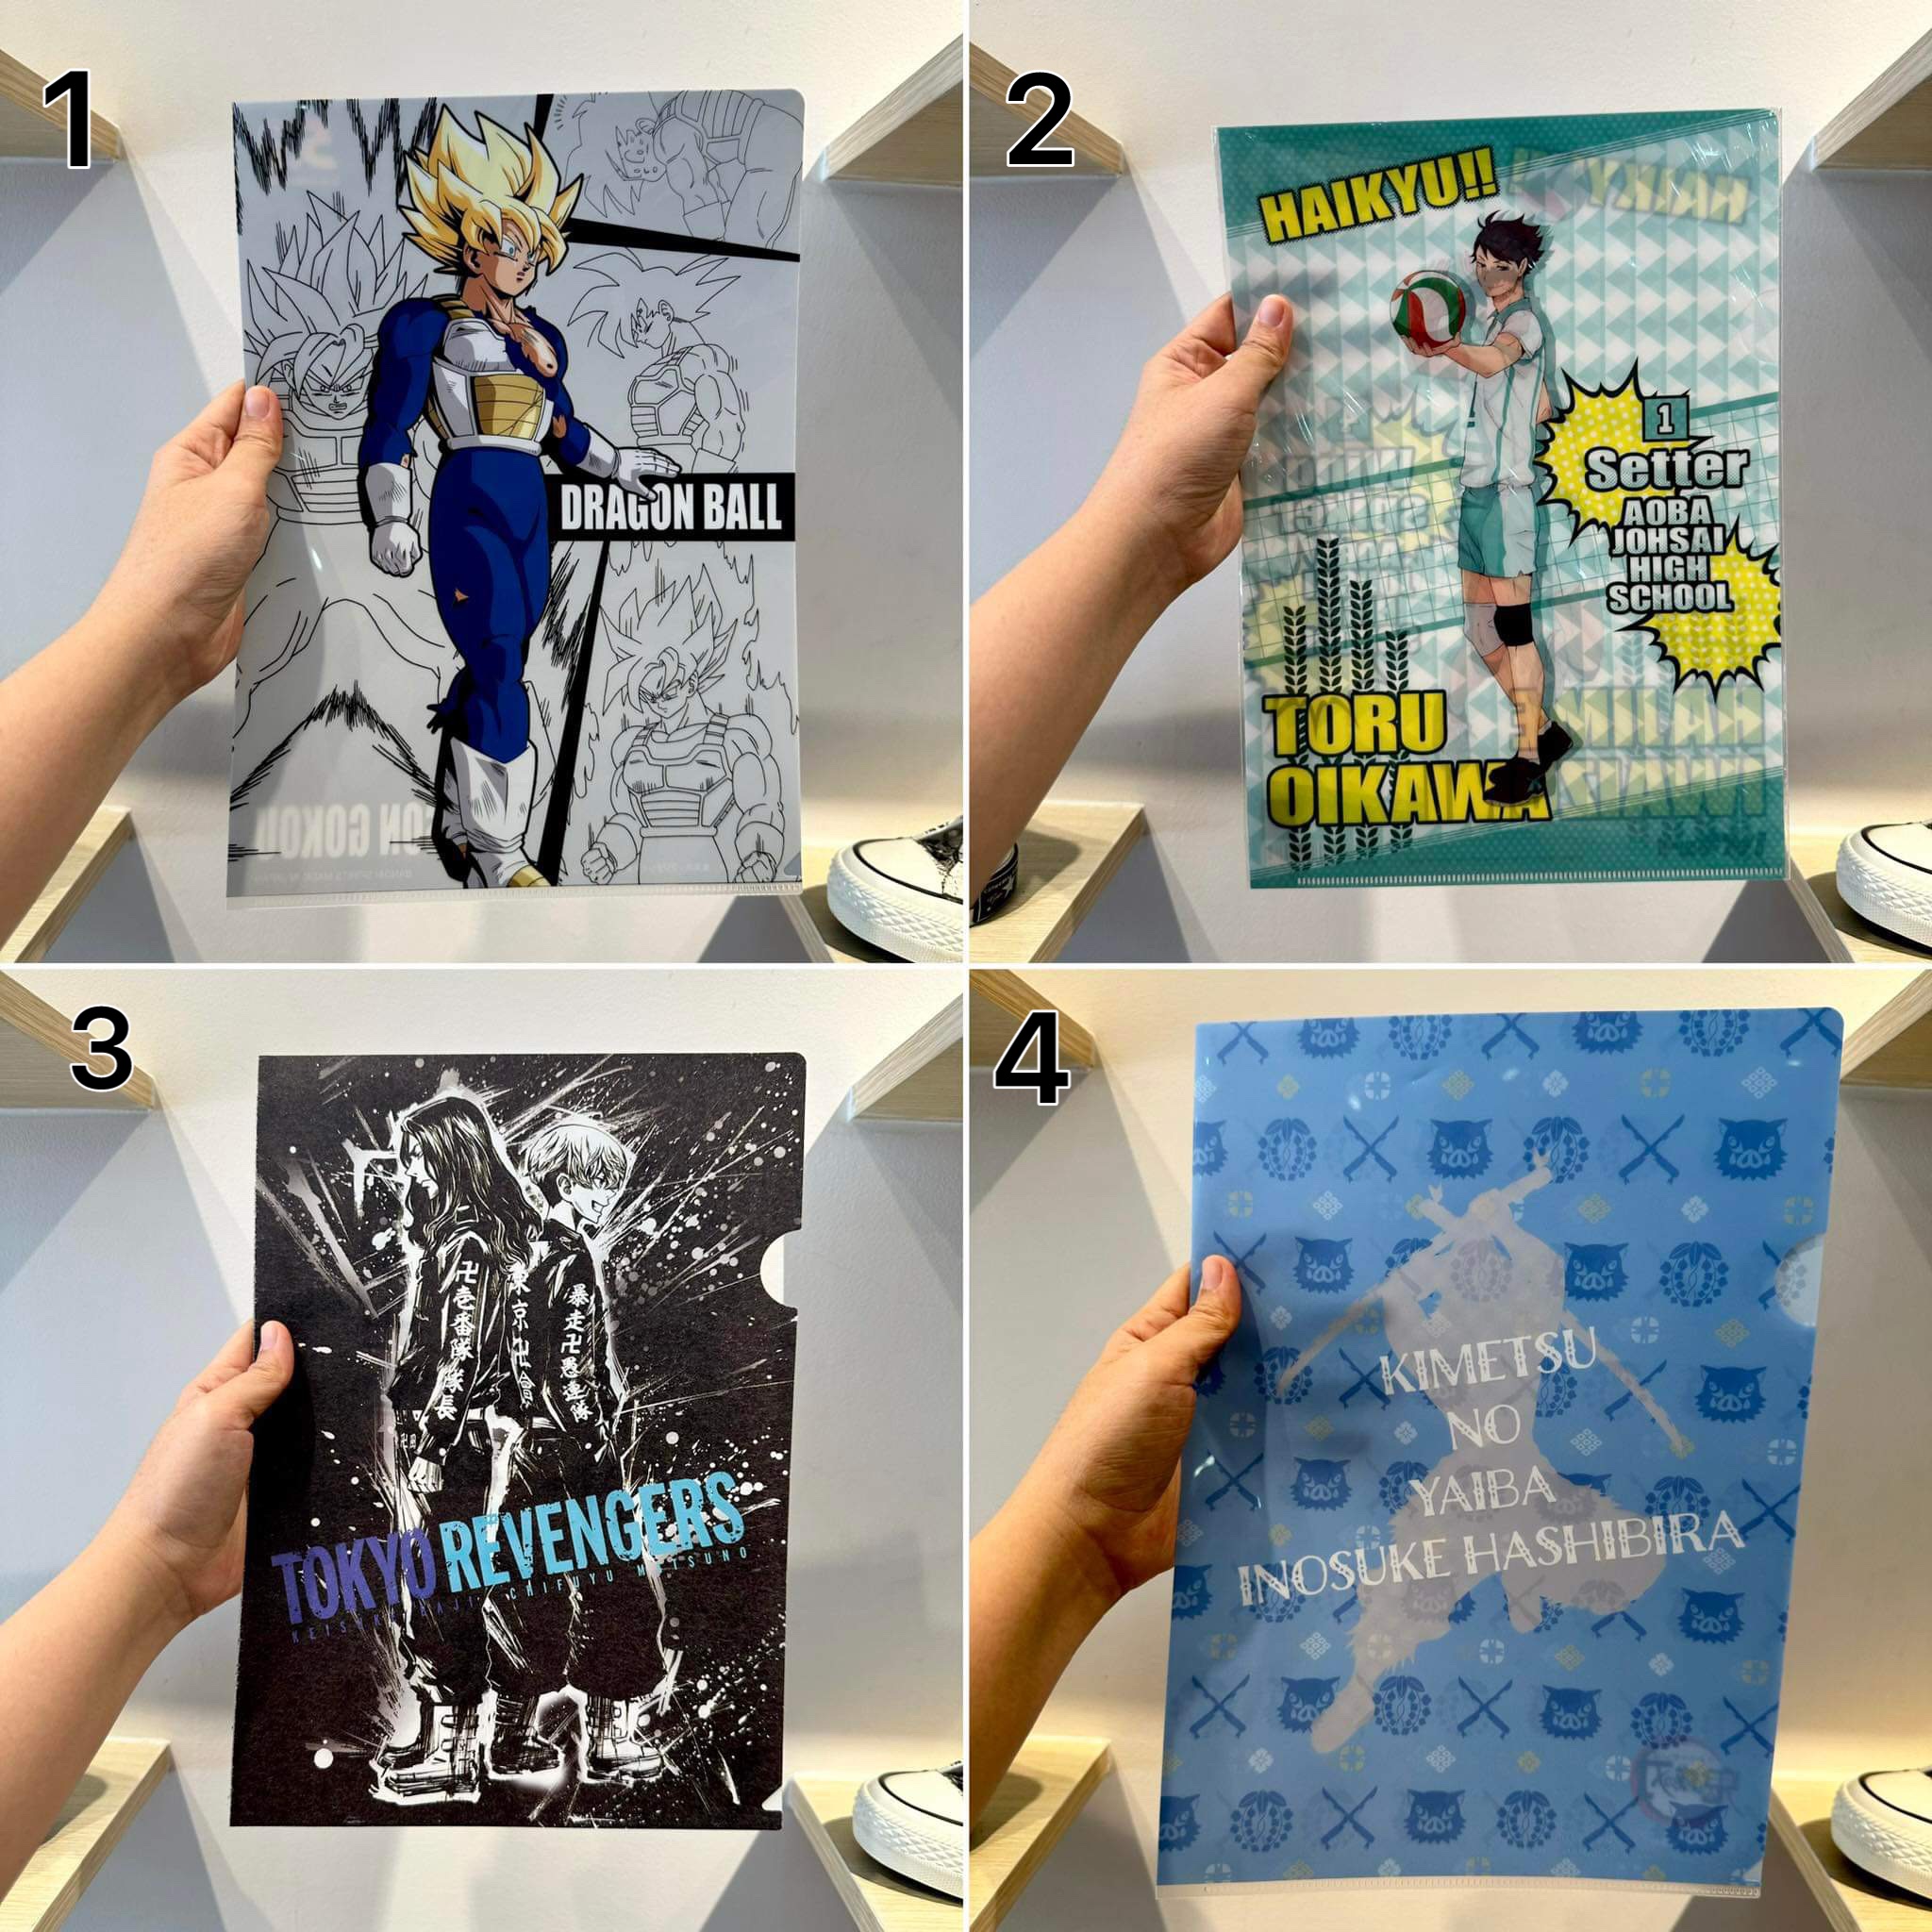 1
DRAGON BALL
2
HAIKYU!!
1
Setter
AOBA
JOHSAI
HIGH
SCHOOL
TORU
OIKAWA
3
卍壱番隊 隊長
東京卍會
暴走卍愚連隊
TOKYO REVENGERS
KEISUKE BAJI CHIFUYU MATSUNO
4
KIMETSU
NO
YAIBA
INOSUKE HASHIBIRA